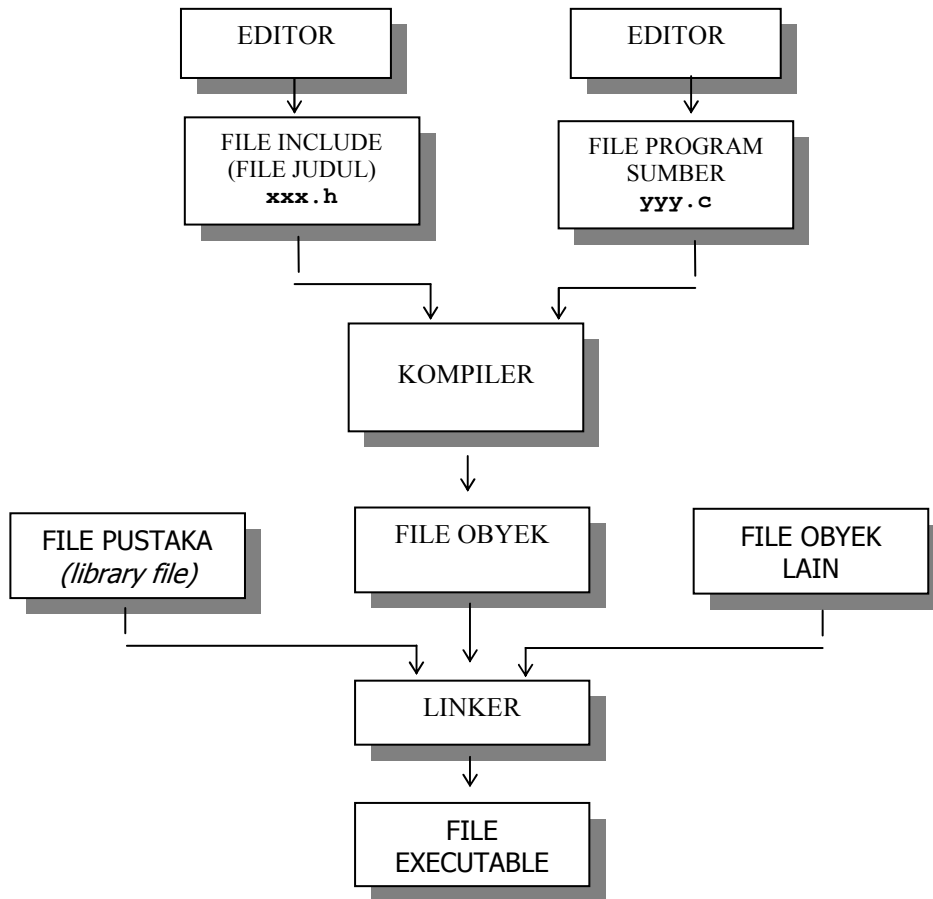 EDITOR
EDITOR
FILE INCLUDE
(FILE JUDUL)
xxx.h
FILE PROGRAM
SUMBER
yyy.c
KOMPILER
FILE PUSTAKA
(library file)
FILE OBYEK
FILE OBYEK
LAIN
LINKER
FILE
EXECUTABLE